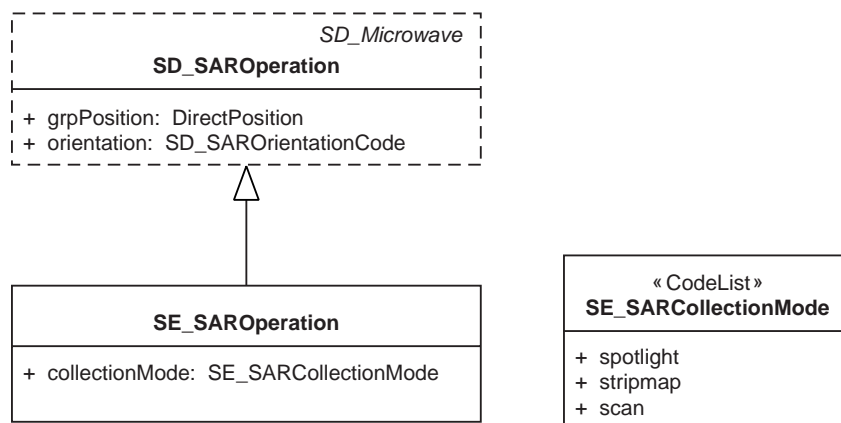 SD_Microwave
SD_SAROperation
+ grpPosition: DirectPosition
+ orientation: SD_SAROrientationCode
SE_SAROperation
+ collectionMode: SE_SARCollectionMode
«CodeList»
SE_SARCollectionMode
+ spotlight
+ stripmap
+ scan